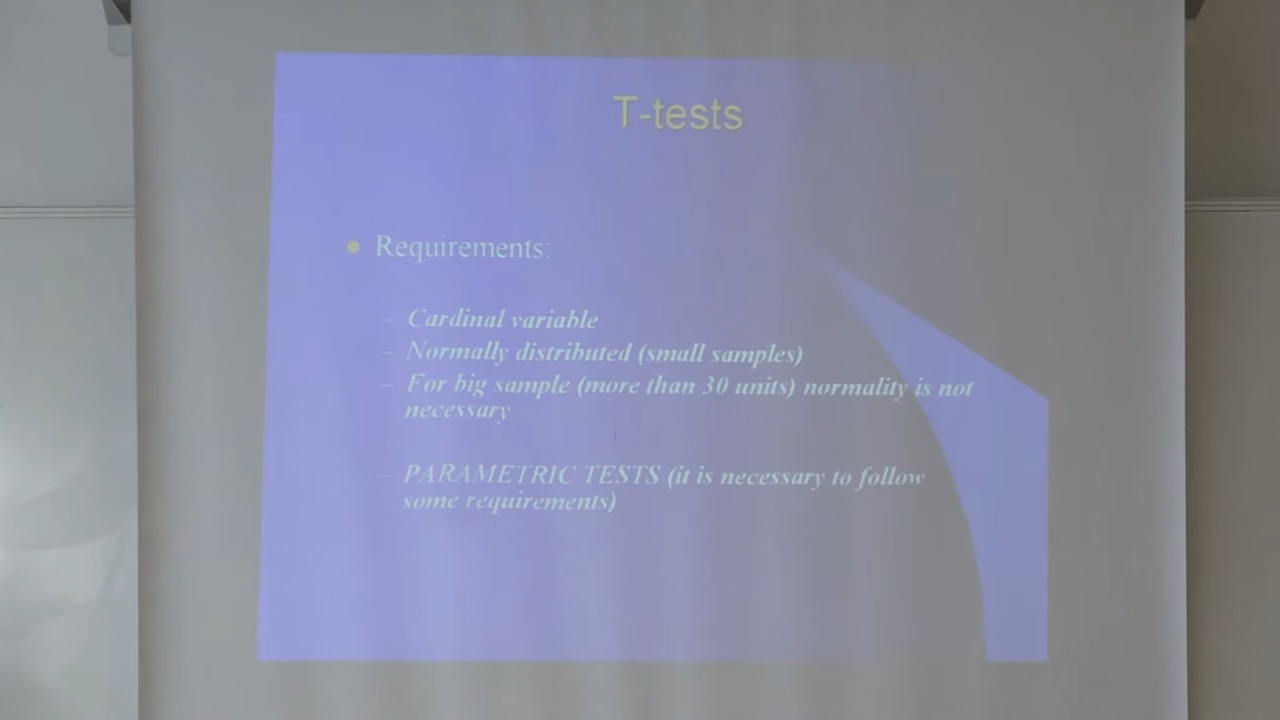 T-tests
Requirements:
– Cardinal variable
– Normally distributed (small samples)
– For big sample (more than 30 units) normality is not
necessary
– PARAMETRIC TESTS (it is necessary to follow
some requirements)